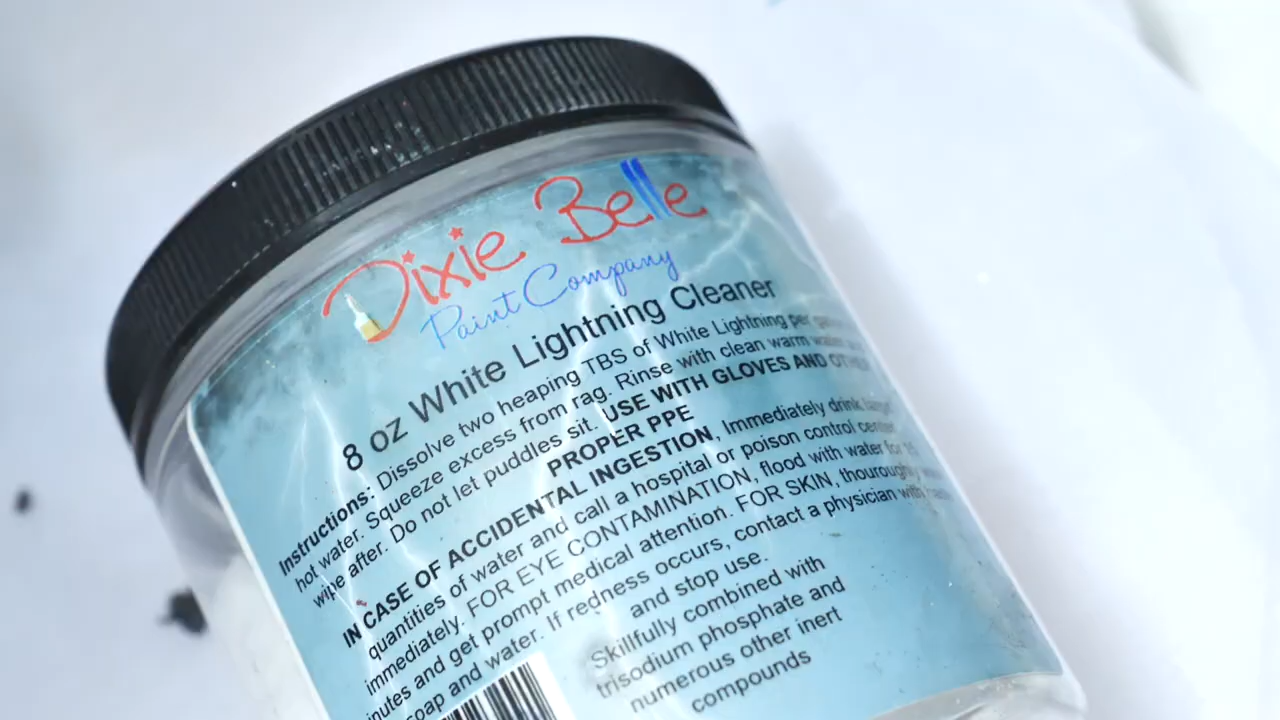 Dixie Belle
Paint Company
8 oz White Lightning Cleaner
Instructions: Dissolve two heaping TBS of White Lightning per
hot water. Squeeze excess from rag. Rinse with clean warm water
wipe after. Do not let puddles sit. USE WITH GLOVES AND OTHER
PROPER PPE
IN CASE OF ACCIDENTAL INGESTION, Immediately drink
quantities of water and call a hospital or poison control center
immediately. FOR EYE CONTAMINATION, flood with water for 15
inutes and get prompt medical attention. FOR SKIN, thouroughly
soap and water. If redness occurs, contact a physician with
and stop use.
Skillfully combined with
trisodium phosphate and
numerous other inert
compounds